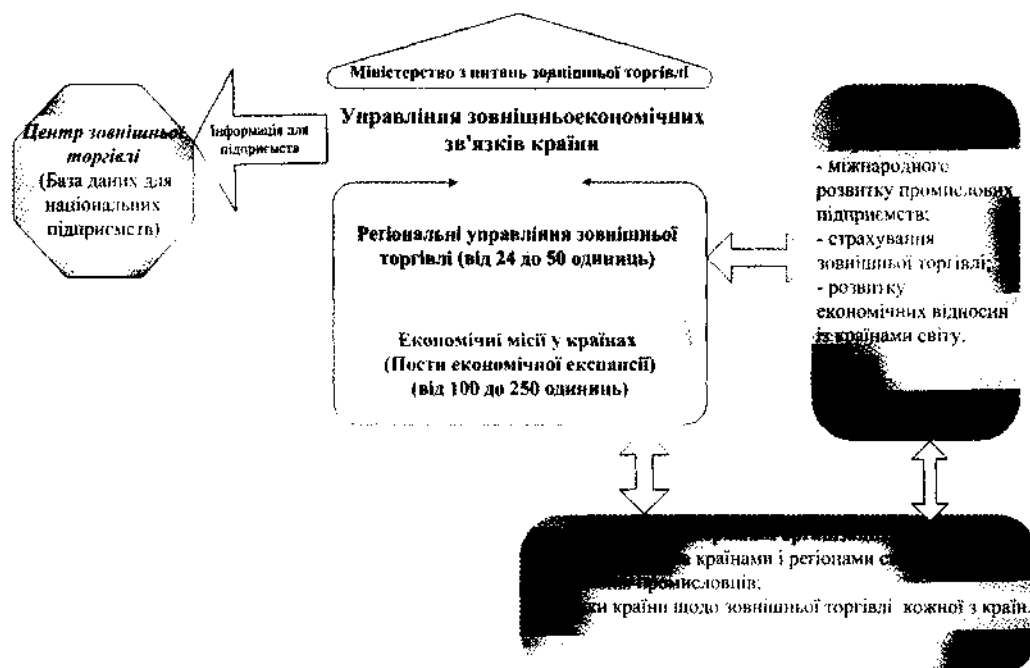 Міністерство з питань зовнішньої торгівлі
Управління зовнішньоекономічних
зв'язків країни
Інформація для
підприємств
Центр зовнішньої
торгівлі
(База даних для
національних
підприємств)
Регіональні управління зовнішньої
торгівлі (від 24 до 50 одиниць)
Економічні місії у країнах
(Пости економічної експансії)
(від 100 до 250 одиниць)
- міжнародного
розвитку промислових
підприємств;
- страхування
зовнішньої торгівлі;
- розвитку
економічних відносин
із країнами світу.
країнами і регіонами
промисловців;
країни щодо зовнішньої торгівлі кожної з